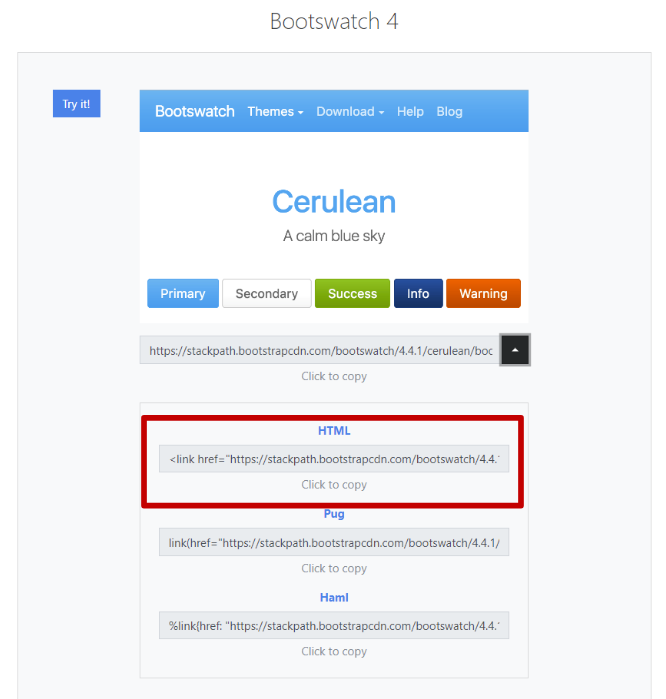 Bootswatch 4
Try it!
Bootswatch Themes Download Help Blog
Cerulean
A calm blue sky
Primary Secondary Success Info Warning
https://stackpath.bootstrapcdn.com/bootswatch/4.4.1/cerulean/boo
Click to copy
HTML
<link href="https://stackpath.bootstrapcdn.com/bootswatch/4.4.1
Click to copy
Pug
link(href="https://stackpath.bootstrapcdn.com/bootswatch/4.4.1/
Click to copy
Haml
%link{href: "https://stackpath.bootstrapcdn.com/bootswatch/4.4.1
Click to copy